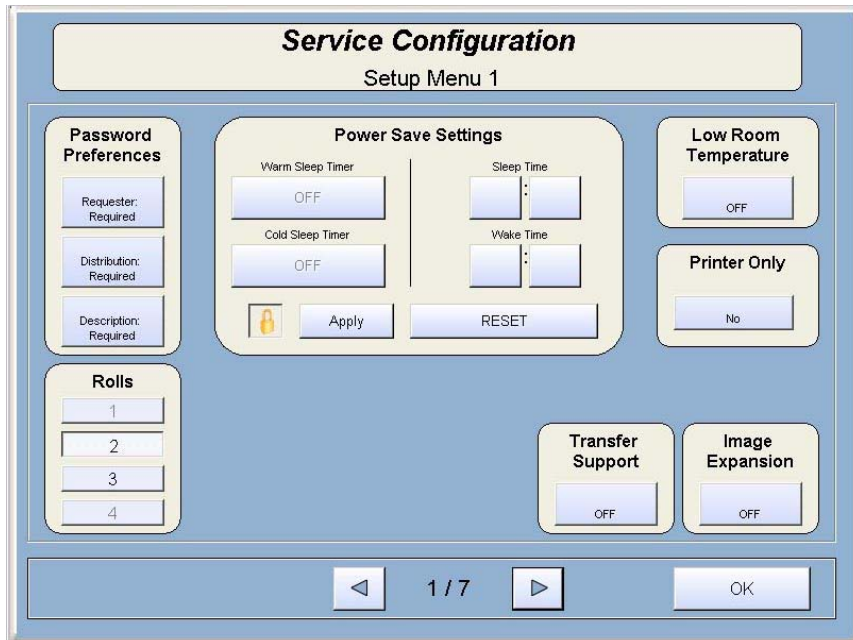 Service Configuration
Setup Menu 1
Password
Preferences
Requester:
Required
Distribution:
Required
Description:
Required
Power Save Settings
Warm Sleep Timer
OFF
Cold Sleep Timer
OFF
Sleep Time
:
Wake Time
:
Apply
RESET
Low Room
Temperature
OFF
Printer Only
No
Rolls
1
2
3
4
Transfer
Support
OFF
Image
Expansion
OFF
1 / 7
OK